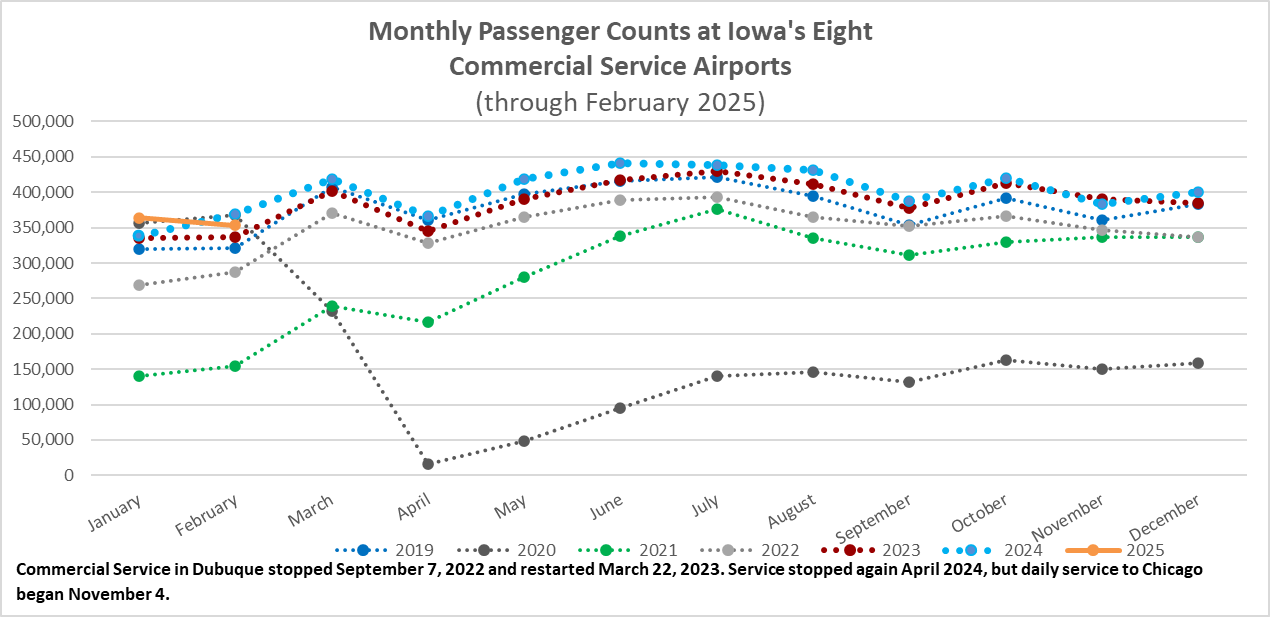 Monthly Passenger Counts at Iowa's Eight
Commercial Service Airports
(through February 2025)
500,000
450,000
400,000
350,000
300,000
250,000
200,000
150,000
100,000
50,000
0
January
February
March
April
May
June
July
August
September
October
November
December
2019
2020
2021
2022
2023
2024
2025
Commercial Service in Dubuque stopped September 7, 2022 and restarted March 22, 2023. Service stopped again April 2024, but daily service to Chicago
began November 4.